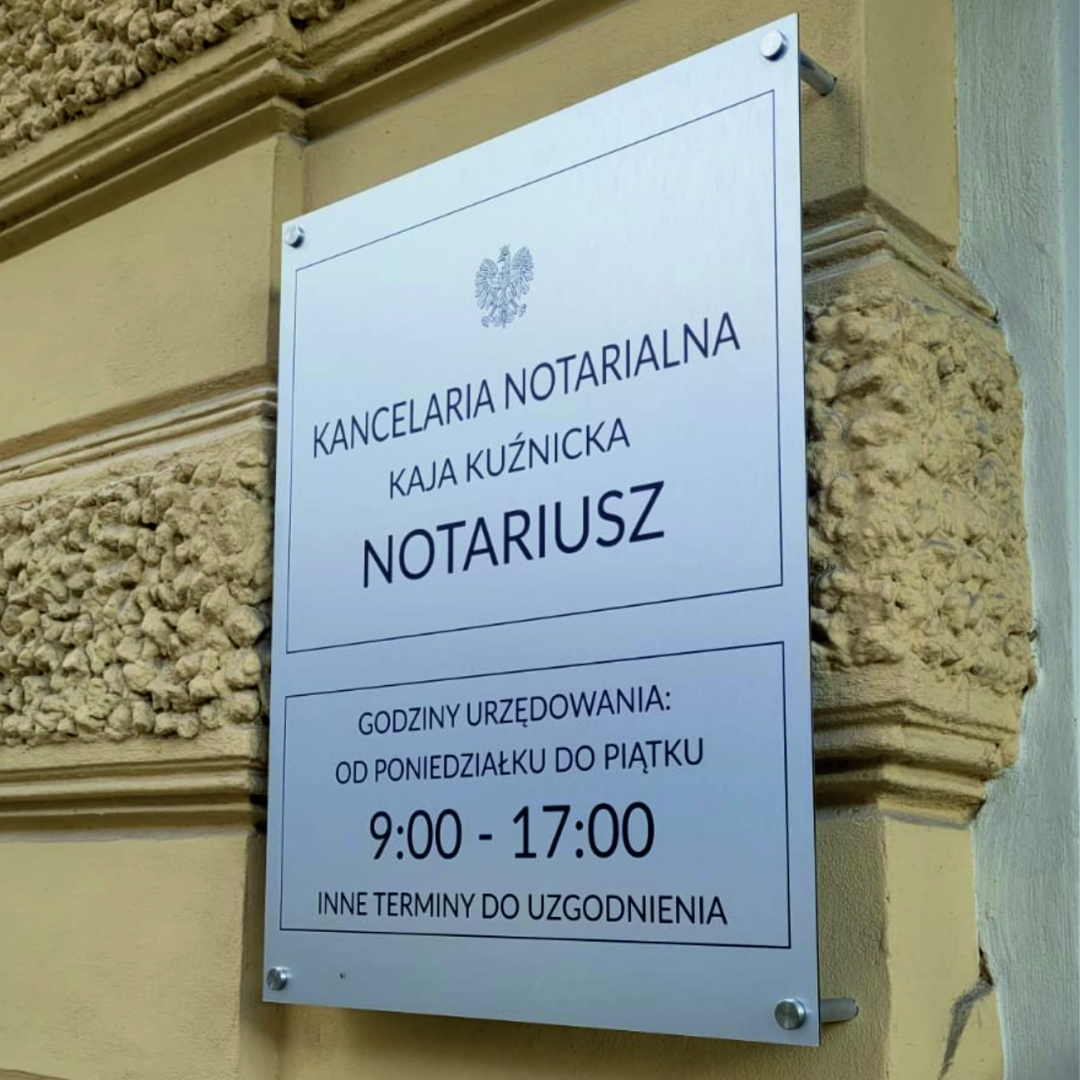 KANCELARIA NOTARIALNA
KAJA KUŹNICKA
NOTARIUSZ
GODZINY URZĘDOWANIA:
OD PONIEDZIAŁKU DO PIĄTKU
9:00 - 17:00
INNE TERMINY DO UZGODNIENIA